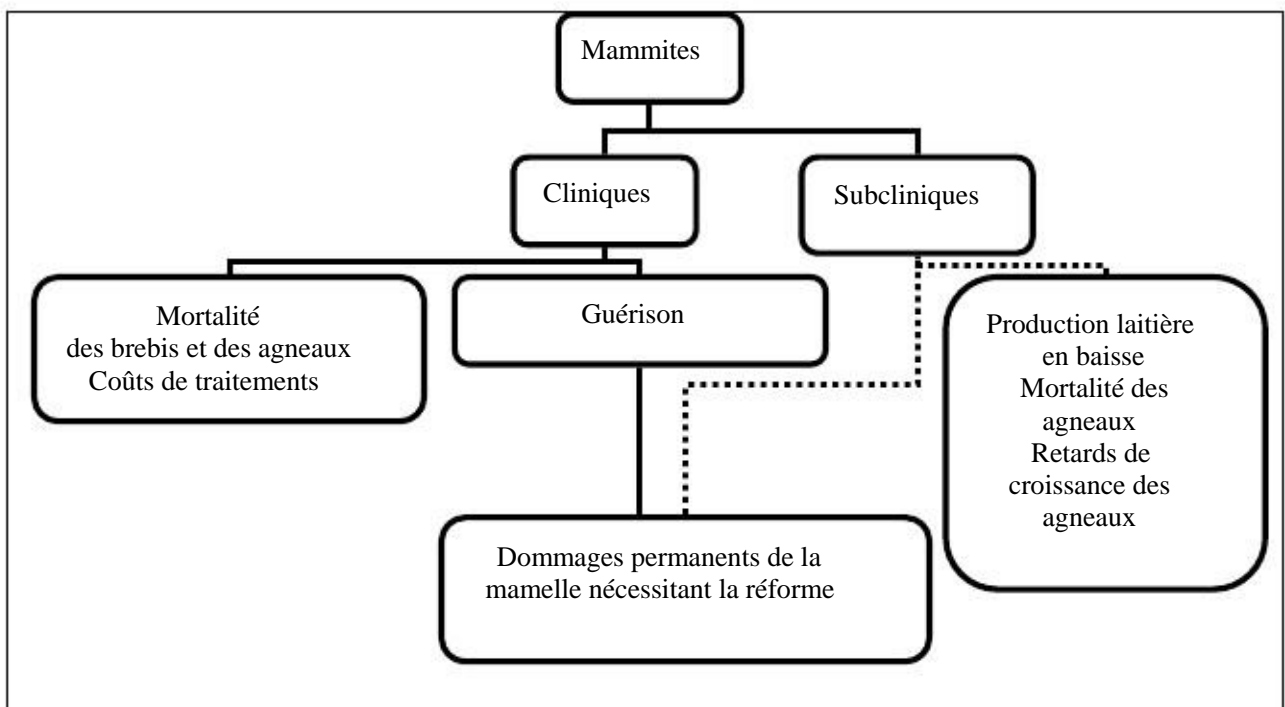 Mammites
Cliniques
Subcliniques
Mortalité
des brebis et des agneaux
Coûts de traitements
Guérison
Production laitière
en baisse
Mortalité des
agneaux
Retards de
croissance des
agneaux
Dommages permanents de la
mamelle nécessitant la réforme